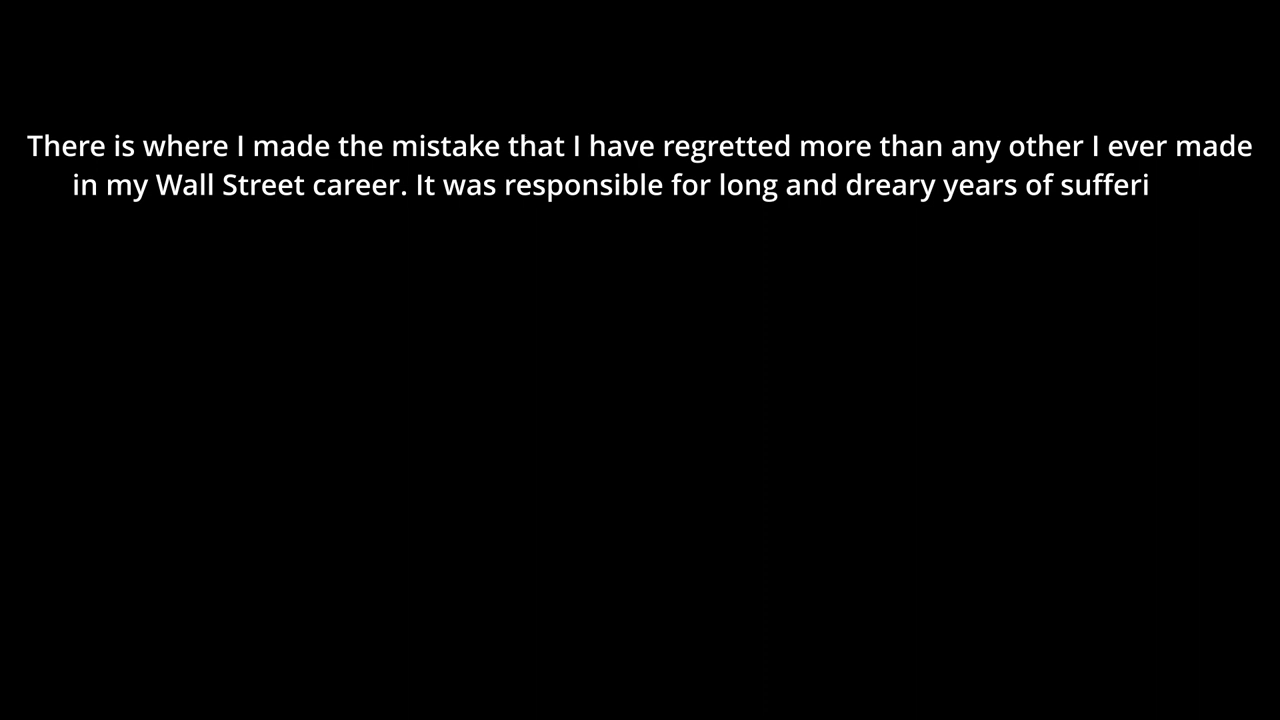 There is where I made the mistake that I have regretted more than any other I ever made
in my Wall Street career. It was responsible for long and dreary years of sufferi